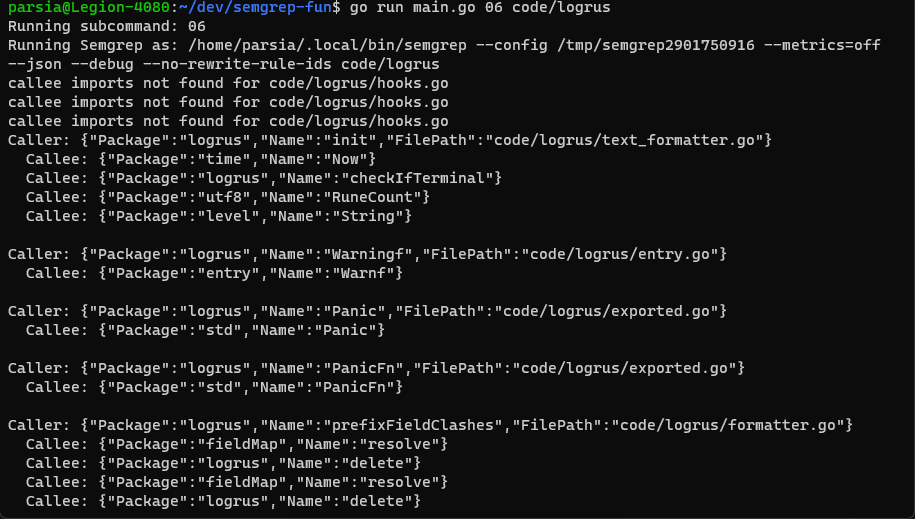 parsia@Legion-4080:~/dev/semgrep-fun$ go run main.go 06 code/logrus
Running subcommand: 06
Running Semgrep as: /home/parsia/.local/bin/semgrep --config /tmp/semgrep2901750916 --metrics=off
--json --debug --no-rewrite-rule-ids code/logrus
callee imports not found for code/logrus/hooks.go
callee imports not found for code/logrus/hooks.go
callee imports not found for code/logrus/hooks.go
Caller: {"Package":"logrus","Name":"init","FilePath":"code/logrus/text_formatter.go"}
  Callee: {"Package":"time","Name":"Now"}
  Callee: {"Package":"logrus","Name":"checkIfTerminal"}
  Callee: {"Package":"utf8","Name":"RuneCount"}
  Callee: {"Package":"level","Name":"String"}

Caller: {"Package":"logrus","Name":"Warningf","FilePath":"code/logrus/entry.go"}
  Callee: {"Package":"entry","Name":"Warnf"}

Caller: {"Package":"logrus","Name":"Panic","FilePath":"code/logrus/exported.go"}
  Callee: {"Package":"std","Name":"Panic"}

Caller: {"Package":"logrus","Name":"PanicFn","FilePath":"code/logrus/exported.go"}
  Callee: {"Package":"std","Name":"PanicFn"}

Caller: {"Package":"logrus","Name":"prefixFieldClashes","FilePath":"code/logrus/formatter.go"}
  Callee: {"Package":"fieldMap","Name":"resolve"}
  Callee: {"Package":"logrus","Name":"delete"}
  Callee: {"Package":"fieldMap","Name":"resolve"}
  Callee: {"Package":"logrus","Name":"delete"}